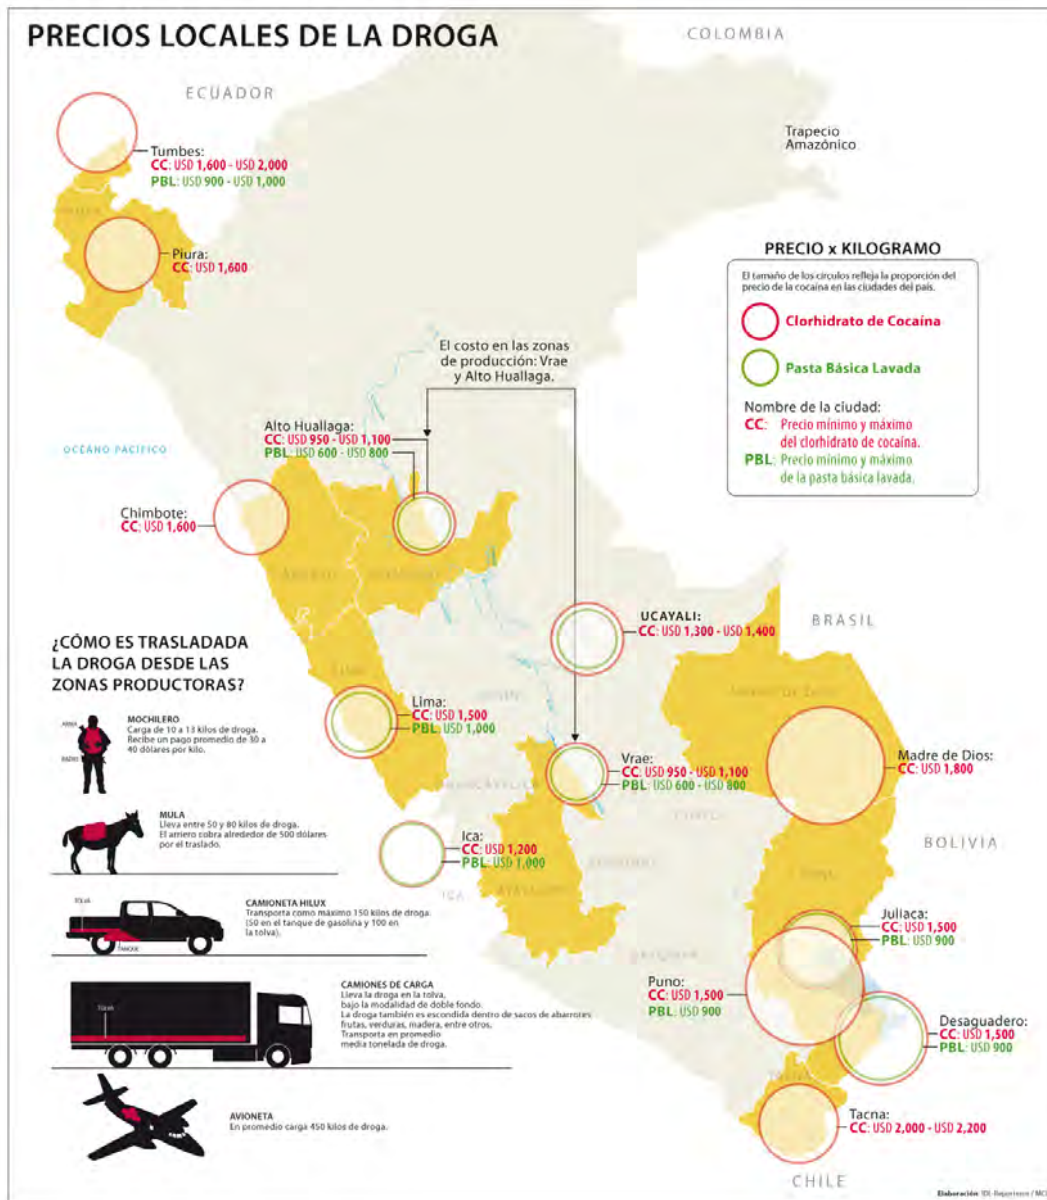 PRECIOS LOCALES DE LA DROGA
COLOMBIA
ECUADOR
Trapecio
Amazónico
Tumbes:
CC: USD 1,600 - USD 2,000
PBL: USD 900 - USD 1,000
Piura:
CC: USD 1,600
PRECIO x KILOGRAMO
El tamaño de los círculos refleja la proporción del
precio de la cocaína en las ciudades del país.
Clorhidrato de Cocaína
Pasta Básica Lavada
Nombre de la ciudad:
CC: Precio mínimo y máximo
del clorhidrato de cocaína.
PBL: Precio mínimo y máximo
de la pasta básica lavada.
El costo en las zonas
de producción: Vrae
y Alto Huallaga.
Alto Huallaga:
CC: USD 950 - USD 1,100
PBL: USD 600 - USD 800
OCÉANO PACÍFICO
Chimbote:
CC: USD 1,600
UCAYALI:
CC: USD 1,300 - USD 1,400
BRASIL
Lima:
CC: USD 1,500
PBL: USD 1,000
Vrae:
CC: USD 950 - USD 1,100
PBL: USD 600 - USD 800
Madre de Dios:
CC: USD 1,800
BOLIVIA
Ica:
CC: USD 1,200
PBL: USD 1,000
ICA
Juliaca:
CC: USD 1,500
PBL: USD 900
Puno:
CC: USD 1,500
PBL: USD 900
Desaguadero:
CC: USD 1,500
PBL: USD 900
Tacna:
CC: USD 2,000 - USD 2,200
CHILE
¿CÓMO ES TRASLADADA
LA DROGA DESDE LAS
ZONAS PRODUCTORAS?
MOCHILERO
Carga de 10 a 13 kilos de droga.
Recibe un pago promedio de 30 a
40 dólares por kilo.
MULA
Lleva entre 50 y 80 kilos de droga.
El arriero cobra alrededor de 500 dólares
por el traslado.
TOLVA
TANQUE
CAMIONETA HILUX
Transporta como máximo 150 kilos de droga.
(50 en el tanque de gasolina y 100 en
la tolva).
TOLVA
CAMIONES DE CARGA
Lleva la droga en la tolva,
bajo la modalidad de doble fondo.
La droga también es escondida dentro de sacos de abarrotes
frutas, verduras, madera, entre otros.
Transporta en promedio
media tonelada de droga.
AVIONETA
En promedio carga 450 kilos de droga.